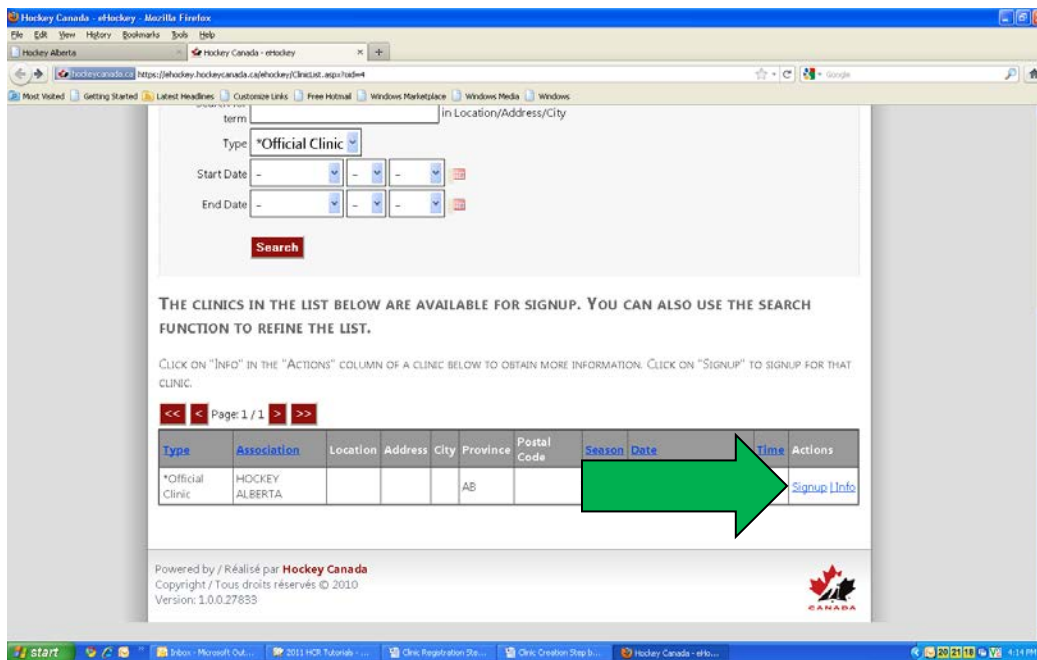 Hockey Canada - eHockey - Mozilla Firefox
File Edit View History Bookmarks Tools Help
Hockey Alberta
Hockey Canada - eHockey
hockeycanada.ca https://ehockey.hockeycanada.ca/ehockey/ClinicList.aspx?oid=4
Google
Most Visited Getting Started Latest Headlines Customize Links Free Hotmail Windows Marketplace Windows Media Windows
term
in Location/Address/City
Type *Official Clinic
Start Date - - -
End Date - - -
Search
THE CLINICS IN THE LIST BELOW ARE AVAILABLE FOR SIGNUP. YOU CAN ALSO USE THE SEARCH
FUNCTION TO REFINE THE LIST.
CLICK ON "INFO" IN THE "ACTIONS" COLUMN OF A CLINIC BELOW TO OBTAIN MORE INFORMATION. CLICK ON "SIGNUP" TO SIGNUP FOR THAT
CLINIC.
<< < Page: 1 / 1 > >>
Type Association Location Address City Province Postal Code Season Date Time Actions
*Official Clinic HOCKEY ALBERTA AB Signup | Info
Powered by / Réalisé par Hockey Canada
Copyright / Tous droits réservés © 2010
Version: 1.0.0.27833
CANADA
start
Inbox - Microsoft Out...
2011 HCR Tutorials - ...
Clinic Registration Ste...
Clinic Creation Step b...
Hockey Canada - eHo...
20 21 18
4:14 PM